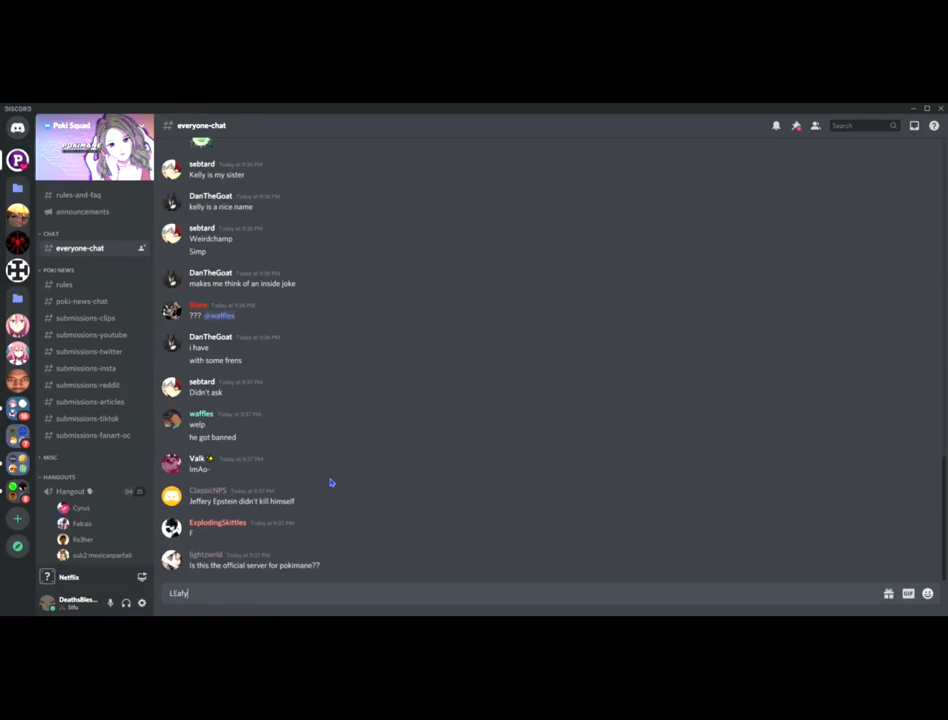 DISCORD
Poki Squad
POKIMANE
# everyone-chat
Search
# rules-and-faq
announcements
CHAT
# everyone-chat
POKI NEWS
# rules
# poki-news-chat
# submissions-clips
# submissions-youtube
# submissions-twitter
# submissions-insta
# submissions-reddit
# submissions-articles
# submissions-tiktok
# submissions-fanart-oc
MISC
HANGOUTS
Hangout 04 25
Cyrus
Falcao
fis3her
sub2 mexicanparfait
Netflix
DeathsBles...
Stfu
sebtard Today at 9:36 PM
Kelly is my sister
DanTheGoat Today at 9:36 PM
kelly is a nice name
sebtard Today at 9:36 PM
Weirdchamp
Simp
DanTheGoat Today at 9:36 PM
makes me think of an inside joke
Today at 9:36 PM
??? @waffles
DanTheGoat Today at 9:36 PM
i have
with some frens
sebtard Today at 9:37 PM
Didn't ask
waffles Today at 9:37 PM
welp
he got banned
Valk Today at 9:37 PM
lmAo-
ClassicNPS Today at 9:37 PM
Jeffery Epstein didn't kill himself
ExplodingSkittles Today at 9:37 PM
F
lightzwrld Today at 9:37 PM
Is this the official server for pokimane??
LEafy
GIF